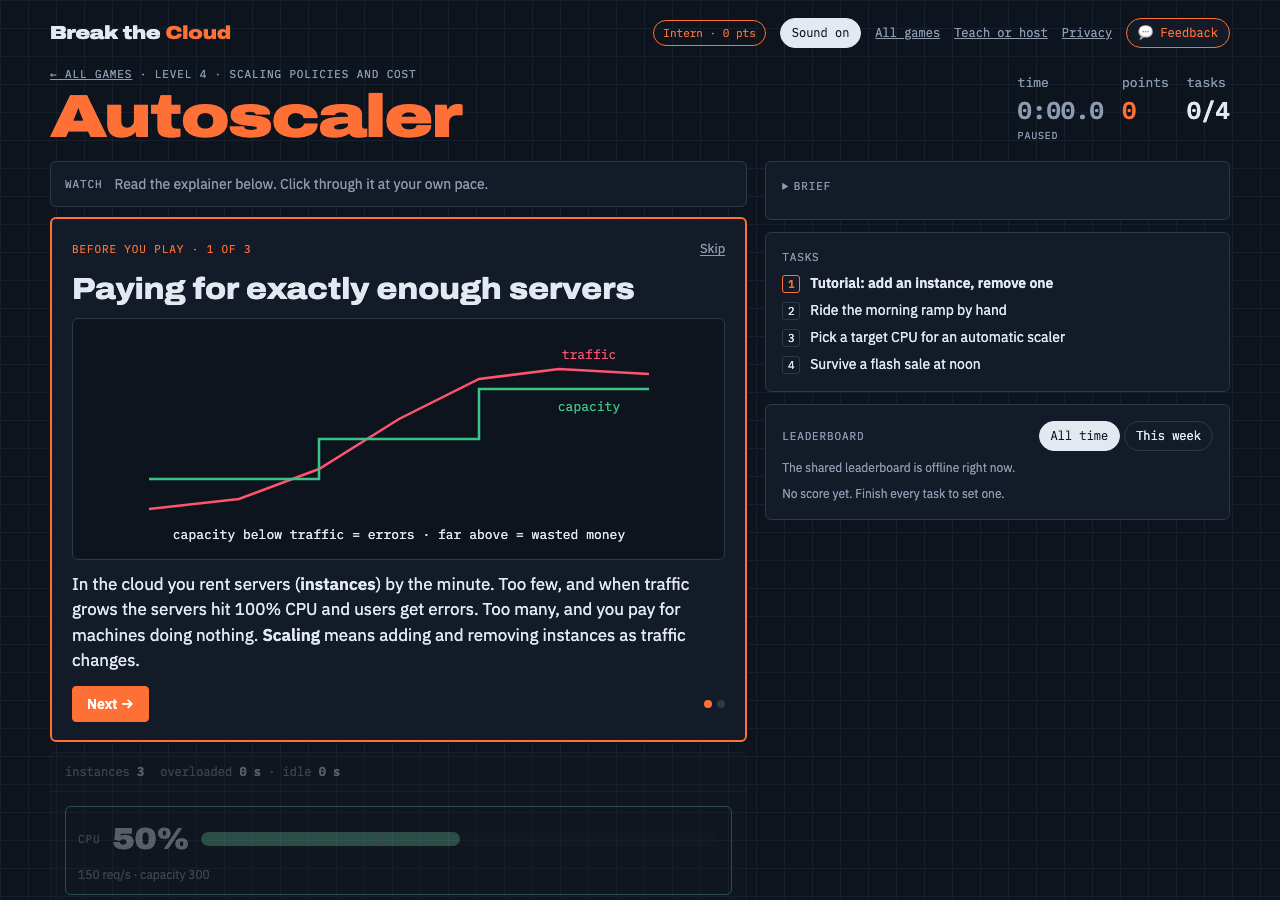 Break the Cloud
Intern · 0 pts
Sound on
All games
Teach or host
Privacy
💬 Feedback
← ALL GAMES · LEVEL 4 · SCALING POLICIES AND COST
Autoscaler
time
0:00.0
PAUSED
points
0
tasks
0/4
WATCH Read the explainer below. Click through it at your own pace.
BEFORE YOU PLAY · 1 OF 3
Skip
Paying for exactly enough servers
traffic
capacity
capacity below traffic = errors · far above = wasted money
In the cloud you rent servers (instances) by the minute. Too few, and when traffic
grows the servers hit 100% CPU and users get errors. Too many, and you pay for
machines doing nothing. Scaling means adding and removing instances as traffic
changes.
Next →
instances 3 overloaded 0 s · idle 0 s
CPU 50%
150 req/s · capacity 300
▶ BRIEF
TASKS
1 Tutorial: add an instance, remove one
2 Ride the morning ramp by hand
3 Pick a target CPU for an automatic scaler
4 Survive a flash sale at noon
LEADERBOARD
All time
This week
The shared leaderboard is offline right now.
No score yet. Finish every task to set one.